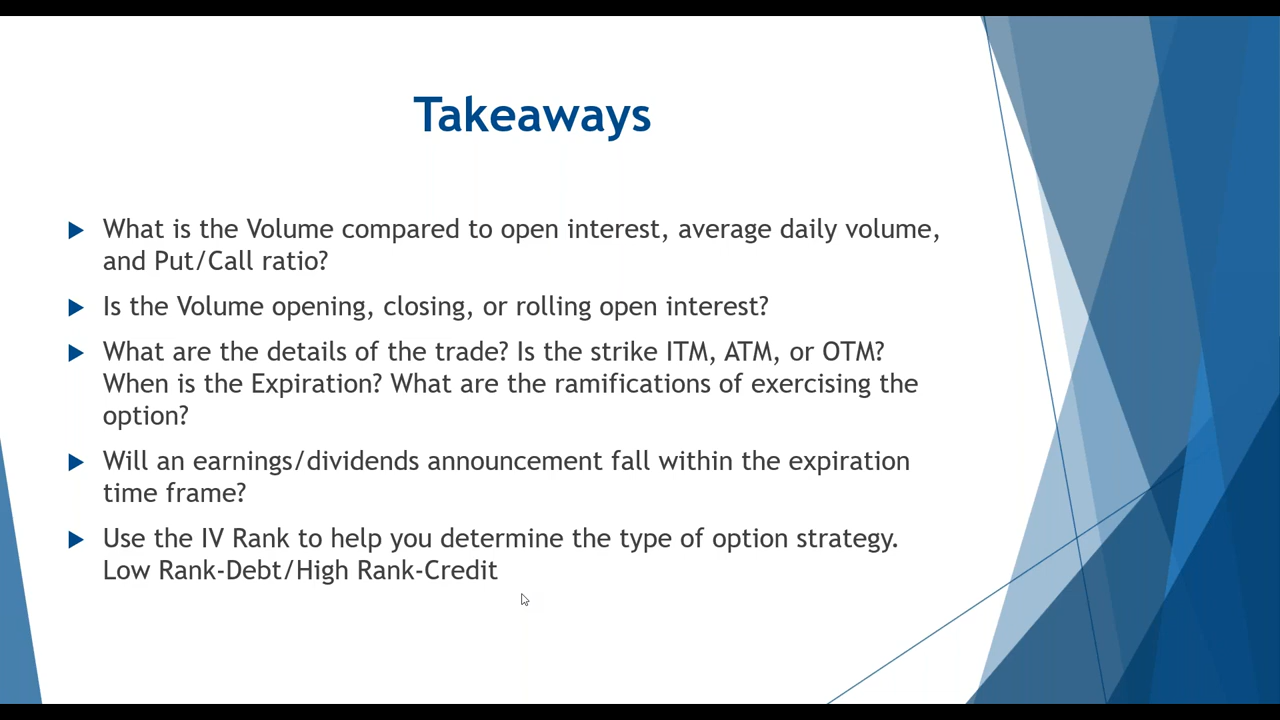 Takeaways
What is the Volume compared to open interest, average daily volume,
and Put/Call ratio?
Is the Volume opening, closing, or rolling open interest?
What are the details of the trade? Is the strike ITM, ATM, or OTM?
When is the Expiration? What are the ramifications of exercising the
option?
Will an earnings/dividends announcement fall within the expiration
time frame?
Use the IV Rank to help you determine the type of option strategy.
Low Rank-Debt/High Rank-Credit